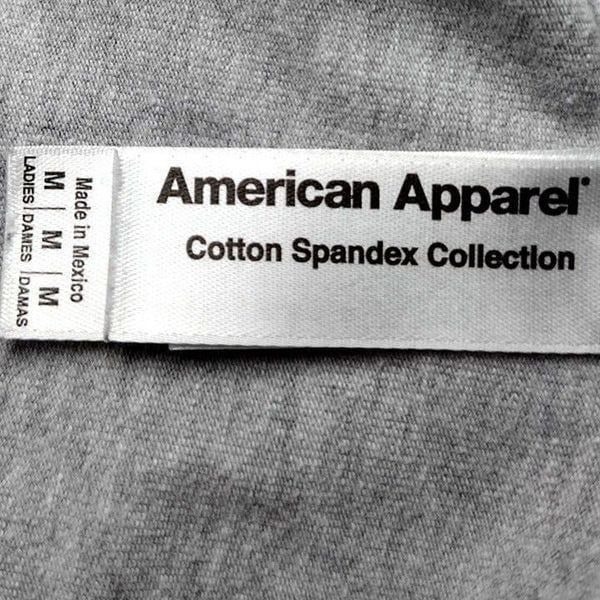 American Apparel®
Cotton Spandex Collection
Made in Mexico
M | M | M
LADIES | DAMES | DAMAS